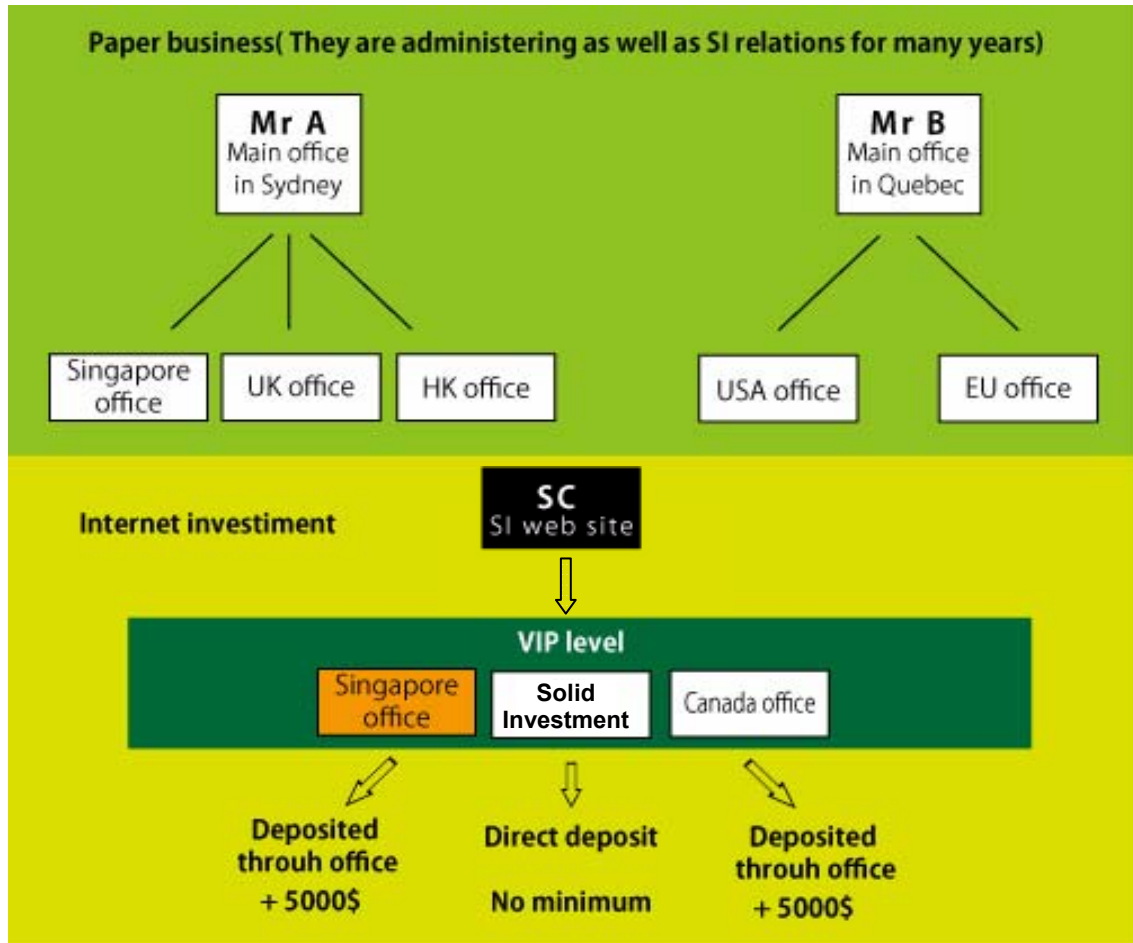 Paper business( They are administering as well as SI relations for many years)
Mr A
Main office
in Sydney
Mr B
Main office
in Quebec
Singapore
office
UK office
HK office
USA office
EU office
Internet investiment
SC
SI web site
VIP level
Singapore
office
Solid
Investment
Canada office
Deposited
throuh office
+ 5000$
Direct deposit
No minimum
Deposited
throuh office
+ 5000$